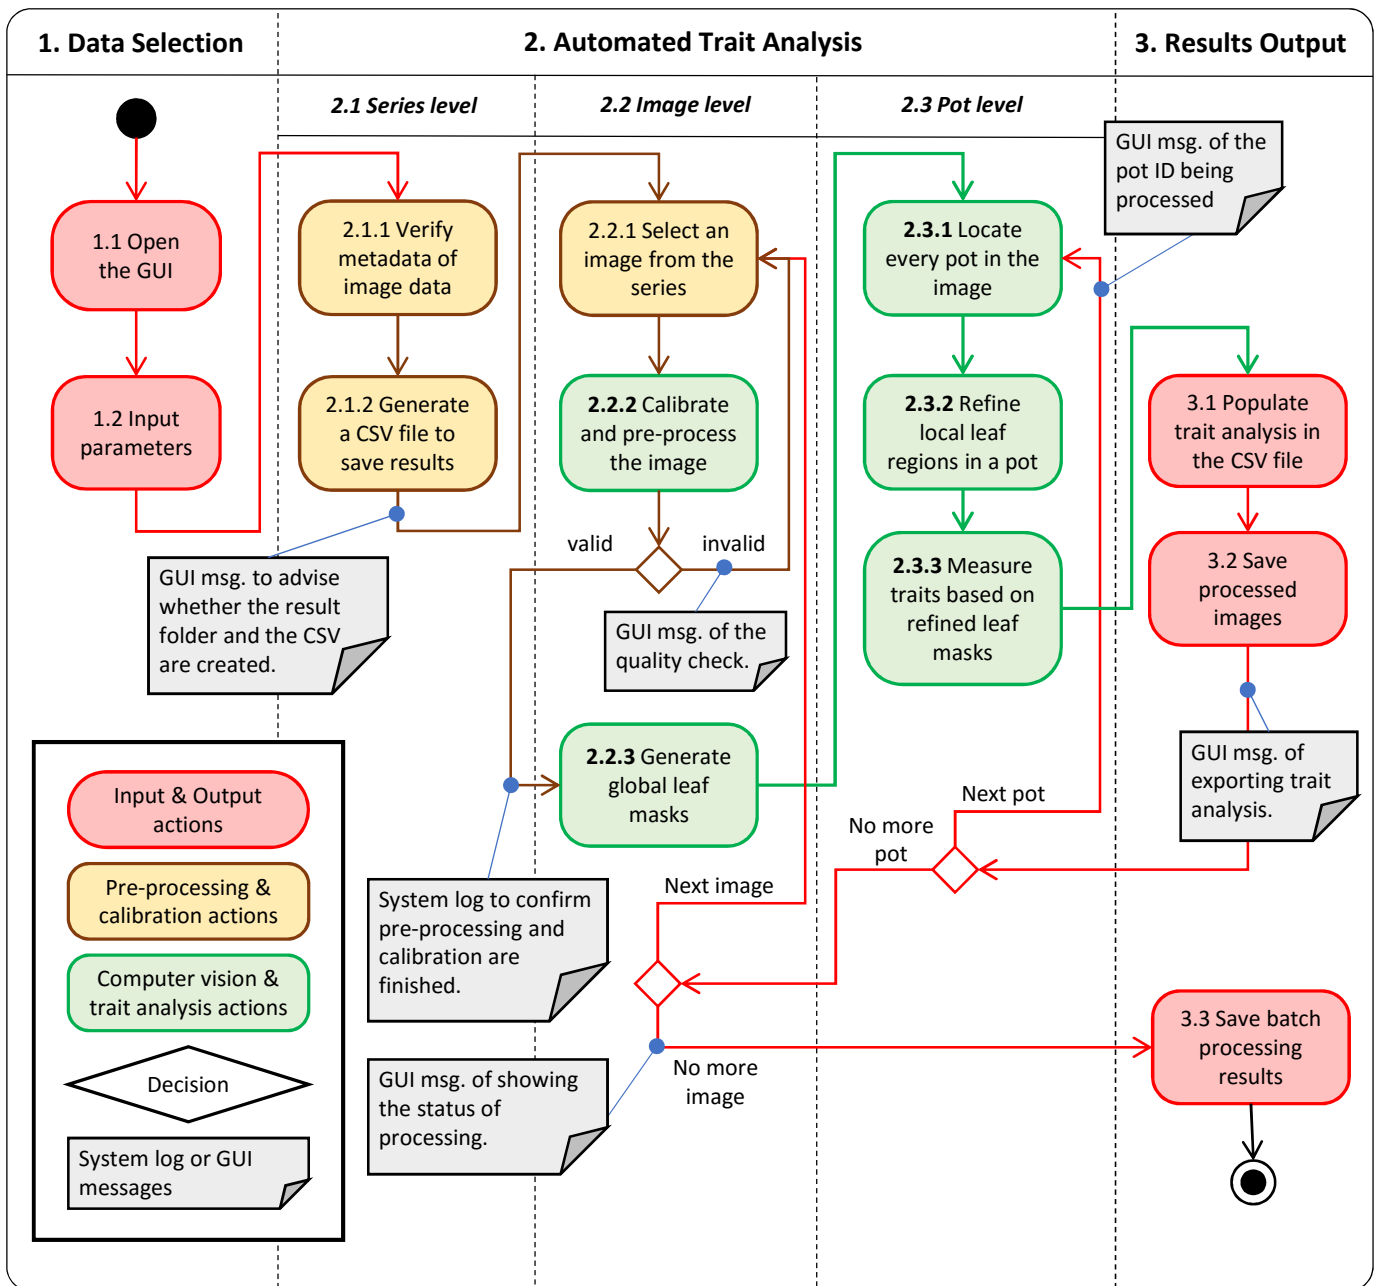 1. Data Selection
2. Automated Trait Analysis
3. Results Output
2.1 Series level
2.2 Image level
2.3 Pot level
GUI msg. of the
pot ID being
processed
1.1 Open
the GUI
2.1.1 Verify
metadata of
image data
2.2.1 Select an
image from the
series
2.3.1 Locate
every pot in the
image
1.2 Input
parameters
2.1.2 Generate
a CSV file to
save results
2.2.2 Calibrate
and pre-process
the image
2.3.2 Refine
local leaf
regions in a pot
3.1 Populate
trait analysis in
the CSV file
valid
invalid
GUI msg. to advise
whether the result
folder and the CSV
are created.
GUI msg. of the
quality check.
2.3.3 Measure
traits based on
refined leaf
masks
3.2 Save
processed
images
2.2.3 Generate
global leaf
masks
GUI msg. of
exporting trait
analysis.
Next pot
No more
pot
Next image
System log to confirm
pre-processing and
calibration are
finished.
GUI msg. of showing
the status of
processing.
No more
image
3.3 Save batch
processing
results
Input & Output
actions
Pre-processing &
calibration actions
Computer vision &
trait analysis actions
Decision
System log or GUI
messages